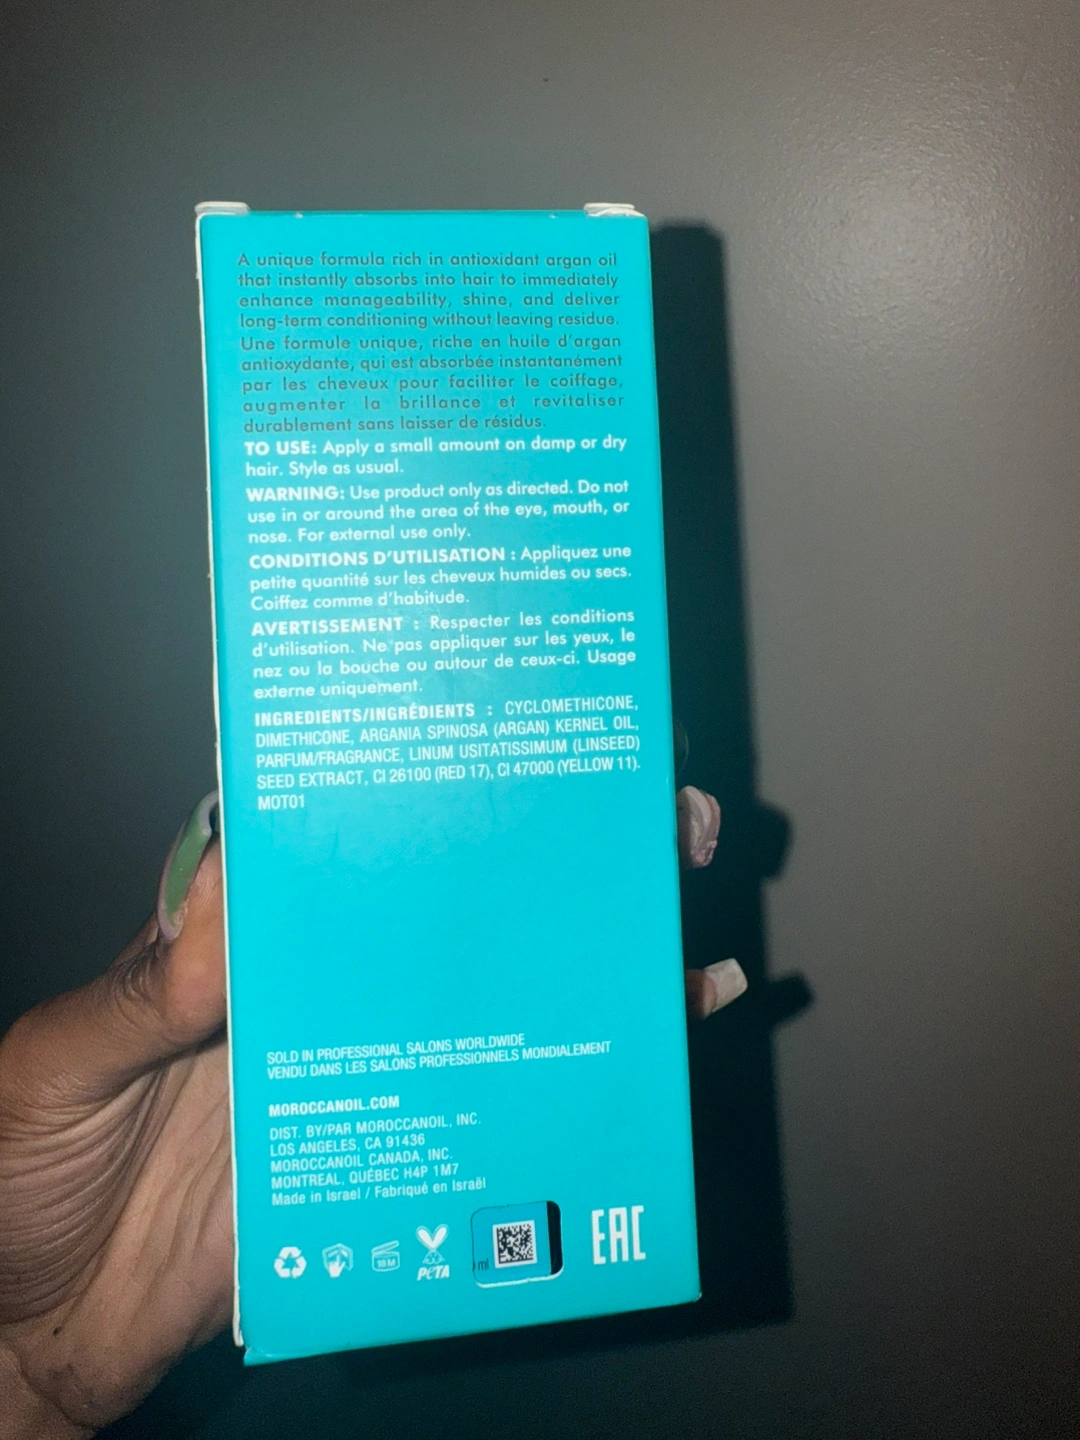 A unique formula rich in antioxidant argan oil
that instantly absorbs into hair to immediately
enhance manageability, shine, and deliver
long-term conditioning without leaving residue.
Une formule unique, riche en huile d'argan
antioxydante, qui est absorbée instantanément
par les cheveux pour faciliter le coiffage,
augmenter la brillance et revitaliser
durablement sans laisser de résidus.
TO USE: Apply a small amount on damp or dry
hair. Style as usual.
WARNING: Use product only as directed. Do not
use in or around the area of the eye, mouth, or
nose. For external use only.
CONDITIONS D'UTILISATION : Appliquez une
petite quantité sur les cheveux humides ou secs.
Coiffez comme d'habitude.
AVERTISSEMENT : Respecter les conditions
d'utilisation. Ne pas appliquer sur les yeux, le
nez ou la bouche ou autour de ceux-ci. Usage
externe uniquement.
INGREDIENTS/INGRÉDIENTS : CYCLOMETHICONE,
DIMETHICONE, ARGANIA SPINOSA (ARGAN) KERNEL OIL,
PARFUM/FRAGRANCE, LINUM USITATISSIMUM (LINSEED)
SEED EXTRACT, CI 26100 (RED 17), CI 47000 (YELLOW 11).
MOT01
SOLD IN PROFESSIONAL SALONS WORLDWIDE
VENDU DANS LES SALONS PROFESSIONNELS MONDIALEMENT
MOROCCANOIL.COM
DIST. BY/PAR MOROCCANOIL, INC.
LOS ANGELES, CA 91436
MOROCCANOIL CANADA, INC.
MONTREAL, QUÉBEC H4P 1M7
Made in Israel / Fabriqué en Israël
18M
PETA
ml
EAC